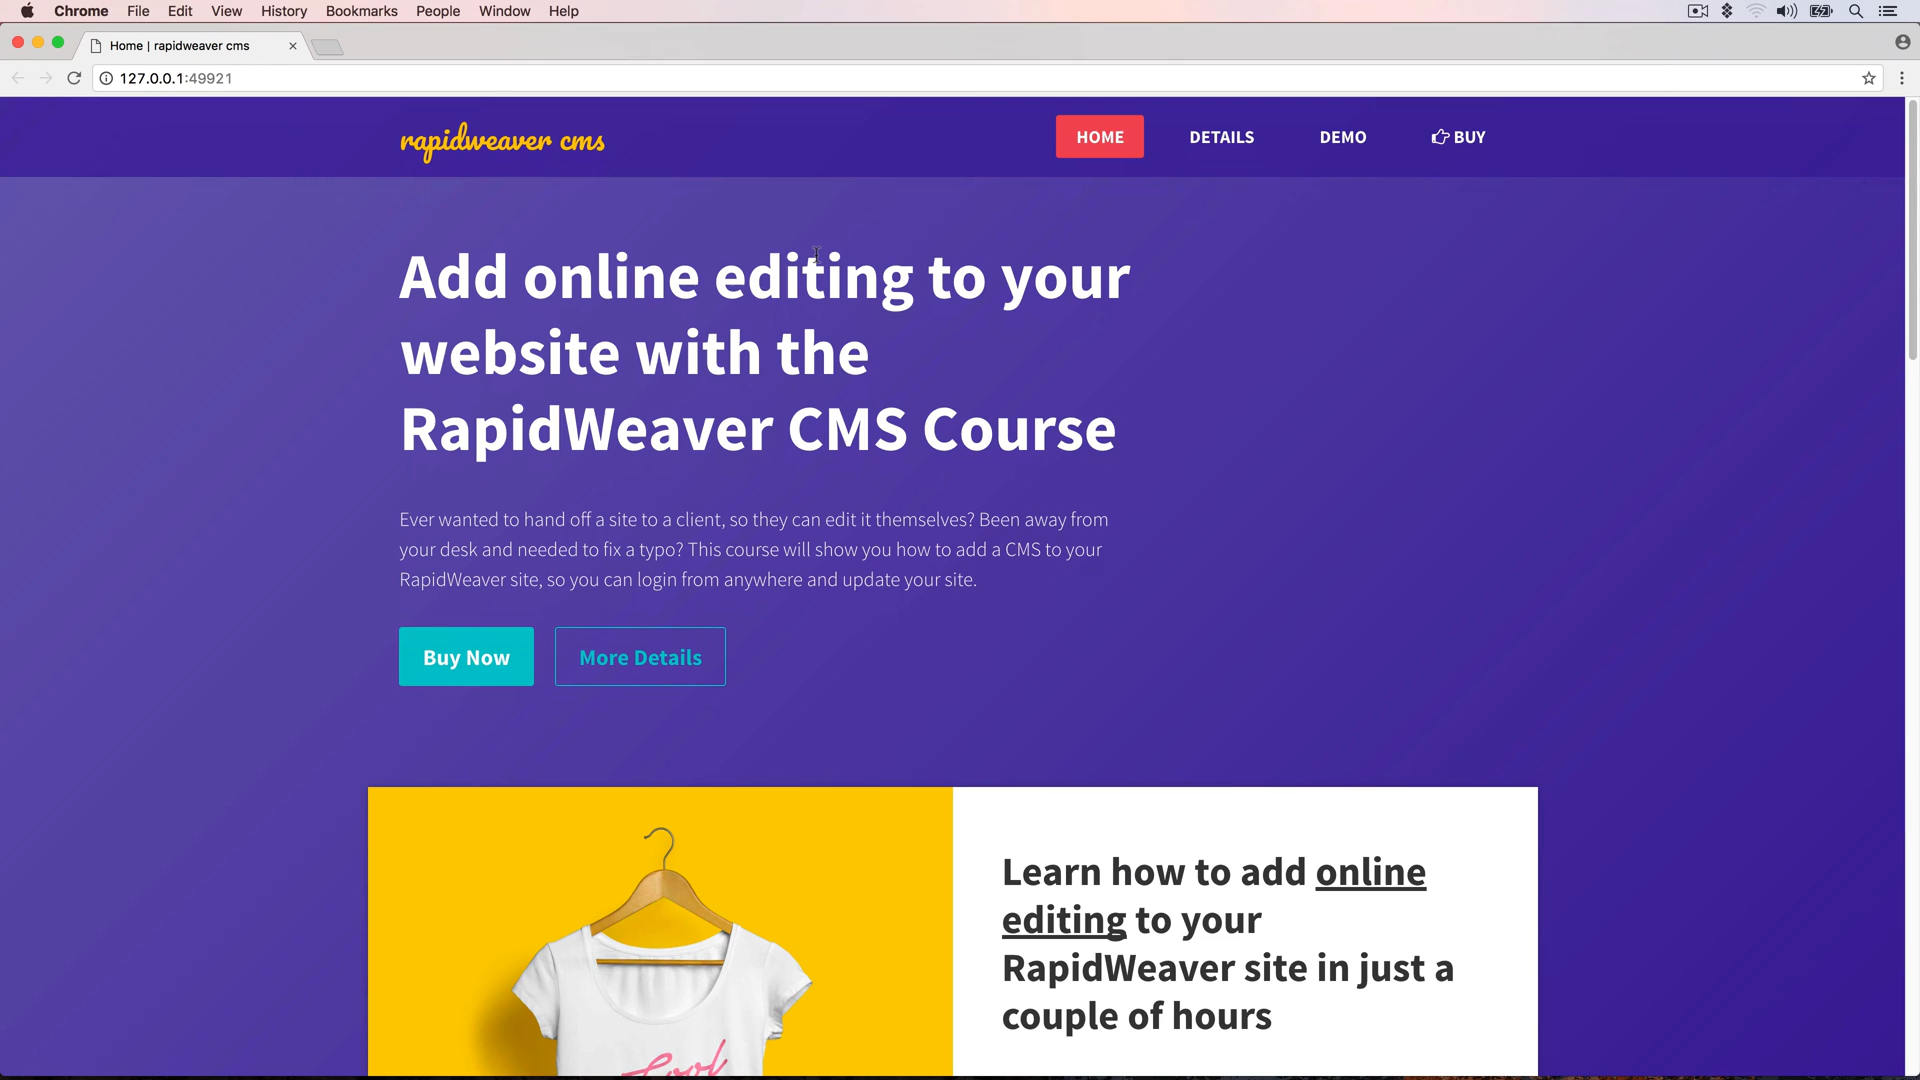 Chrome File Edit View History Bookmarks People Window Help
Home | rapidweaver cms
127.0.0.1:49921
rapidweaver cms
HOME DETAILS DEMO BUY
Add online editing to your
website with the
RapidWeaver CMS Course
Ever wanted to hand off a site to a client, so they can edit it themselves? Been away from
your desk and needed to fix a typo? This course will show you how to add a CMS to your
RapidWeaver site, so you can login from anywhere and update your site.
Buy Now More Details
Learn how to add online
editing to your
RapidWeaver site in just a
couple of hours
Cool